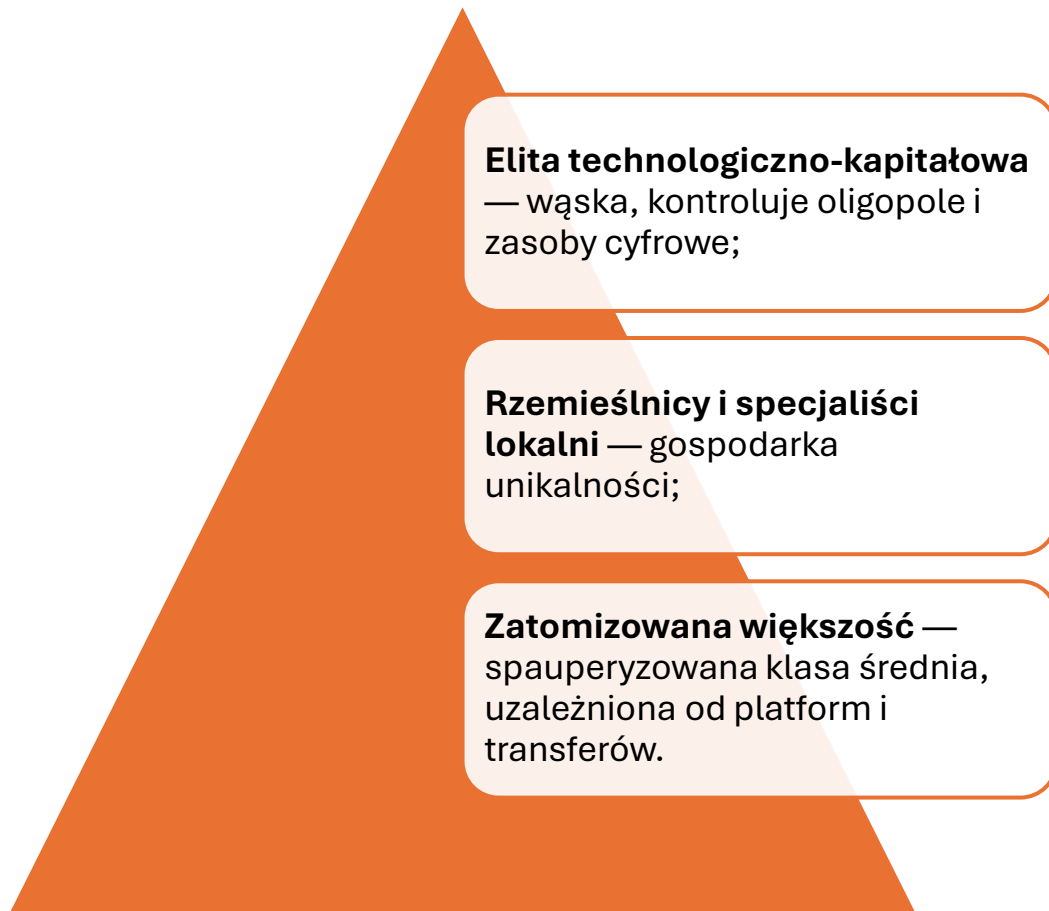 Elita technologiczno-kapitałowa
— wąska, kontroluje oligopole i
zasoby cyfrowe;
Rzemieślnicy i specjaliści
lokalni — gospodarka
unikalności;
Zatomizowana większość —
spauperyzowana klasa średnia,
uzależniona od platform i
transferów.